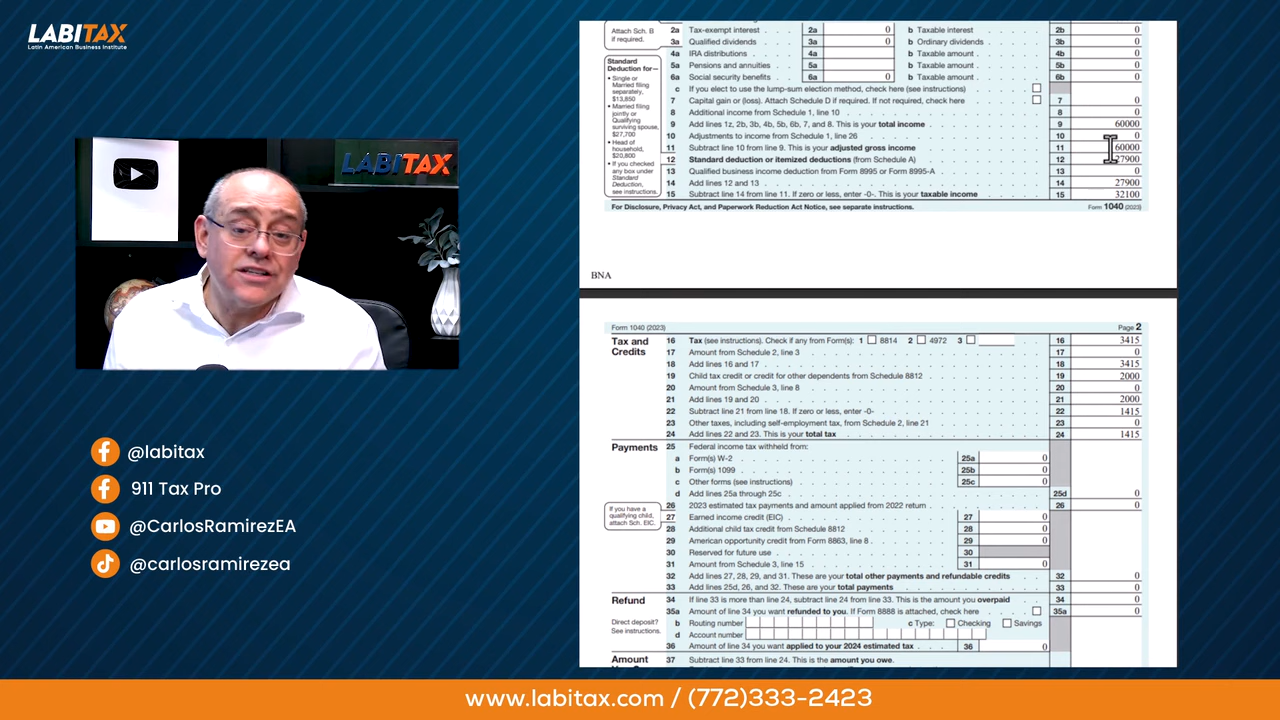 LABITAX
Latin American Business Institute
LABITAX
@labitax
911 Tax Pro
@CarlosRamirezEA
@carlosramirezea
Attach Sch. B if required.
2a Tax-exempt interest 2a 0 b Taxable interest 2b 0
3a Qualified dividends 3a 0 b Ordinary dividends 3b 0
4a IRA distributions 4a b Taxable amount 4b 0
5a Pensions and annuities 5a b Taxable amount 5b 0
6a Social security benefits 6a 0 b Taxable amount 6b 0
c If you elect to use the lump-sum election method, check here (see instructions)
7 Capital gain or (loss). Attach Schedule D if required. If not required, check here 7 0
8 Additional income from Schedule 1, line 10 8 0
9 Add lines 1z, 2b, 3b, 4b, 5b, 6b, 7, and 8. This is your total income 9 60000
10 Adjustments to income from Schedule 1, line 26 10 0
11 Subtract line 10 from line 9. This is your adjusted gross income 11 60000
12 Standard deduction or itemized deductions (from Schedule A) 12 27900
13 Qualified business income deduction from Form 8995 or Form 8995-A 13 0
14 Add lines 12 and 13 14 27900
15 Subtract line 14 from line 11. If zero or less, enter -0-. This is your taxable income 15 32100
Standard
Deduction for—
• Single or
Married filing
separately,
$13,850
• Married filing
jointly or
Qualifying
surviving spouse,
$27,700
• Head of
household,
$20,800
• If you checked
any box under
Standard
Deduction,
see instructions.
For Disclosure, Privacy Act, and Paperwork Reduction Act Notice, see separate instructions. Form 1040 (2023)
BNA
Form 1040 (2023) Page 2
Tax and
Credits
16 Tax (see instructions). Check if any from Form(s): 1 8814 2 4972 3 16 3415
17 Amount from Schedule 2, line 3 17 0
18 Add lines 16 and 17 18 3415
19 Child tax credit or credit for other dependents from Schedule 8812 19 2000
20 Amount from Schedule 3, line 8 20 0
21 Add lines 19 and 20 21 2000
22 Subtract line 21 from line 18. If zero or less, enter -0- 22 1415
23 Other taxes, including self-employment tax, from Schedule 2, line 21 23 0
24 Add lines 22 and 23. This is your total tax 24 1415
Payments
25 Federal income tax withheld from:
a Form(s) W-2 25a 0
b Form(s) 1099 25b 0
c Other forms (see instructions) 25c 0
d Add lines 25a through 25c 25d 0
If you have a
qualifying child,
attach Sch. EIC.
26 2023 estimated tax payments and amount applied from 2022 return 26 0
27 Earned income credit (EIC) 27 0
28 Additional child tax credit from Schedule 8812 28 0
29 American opportunity credit from Form 8863, line 8 29 0
30 Reserved for future use 30
31 Amount from Schedule 3, line 15 31 0
32 Add lines 27, 28, 29, and 31. These are your total other payments and refundable credits 32 0
33 Add lines 25d, 26, and 32. These are your total payments 33 0
Refund
34 If line 33 is more than line 24, subtract line 24 from line 33. This is the amount you overpaid 34 0
35a Amount of line 34 you want refunded to you. If Form 8888 is attached, check here 35a 0
Direct deposit?
See instructions.
b Routing number c Type: Checking Savings
d Account number
36 Amount of line 34 you want applied to your 2024 estimated tax 36 0
Amount
37 Subtract line 33 from line 24. This is the amount you owe.
www.labitax.com / (772)333-2423